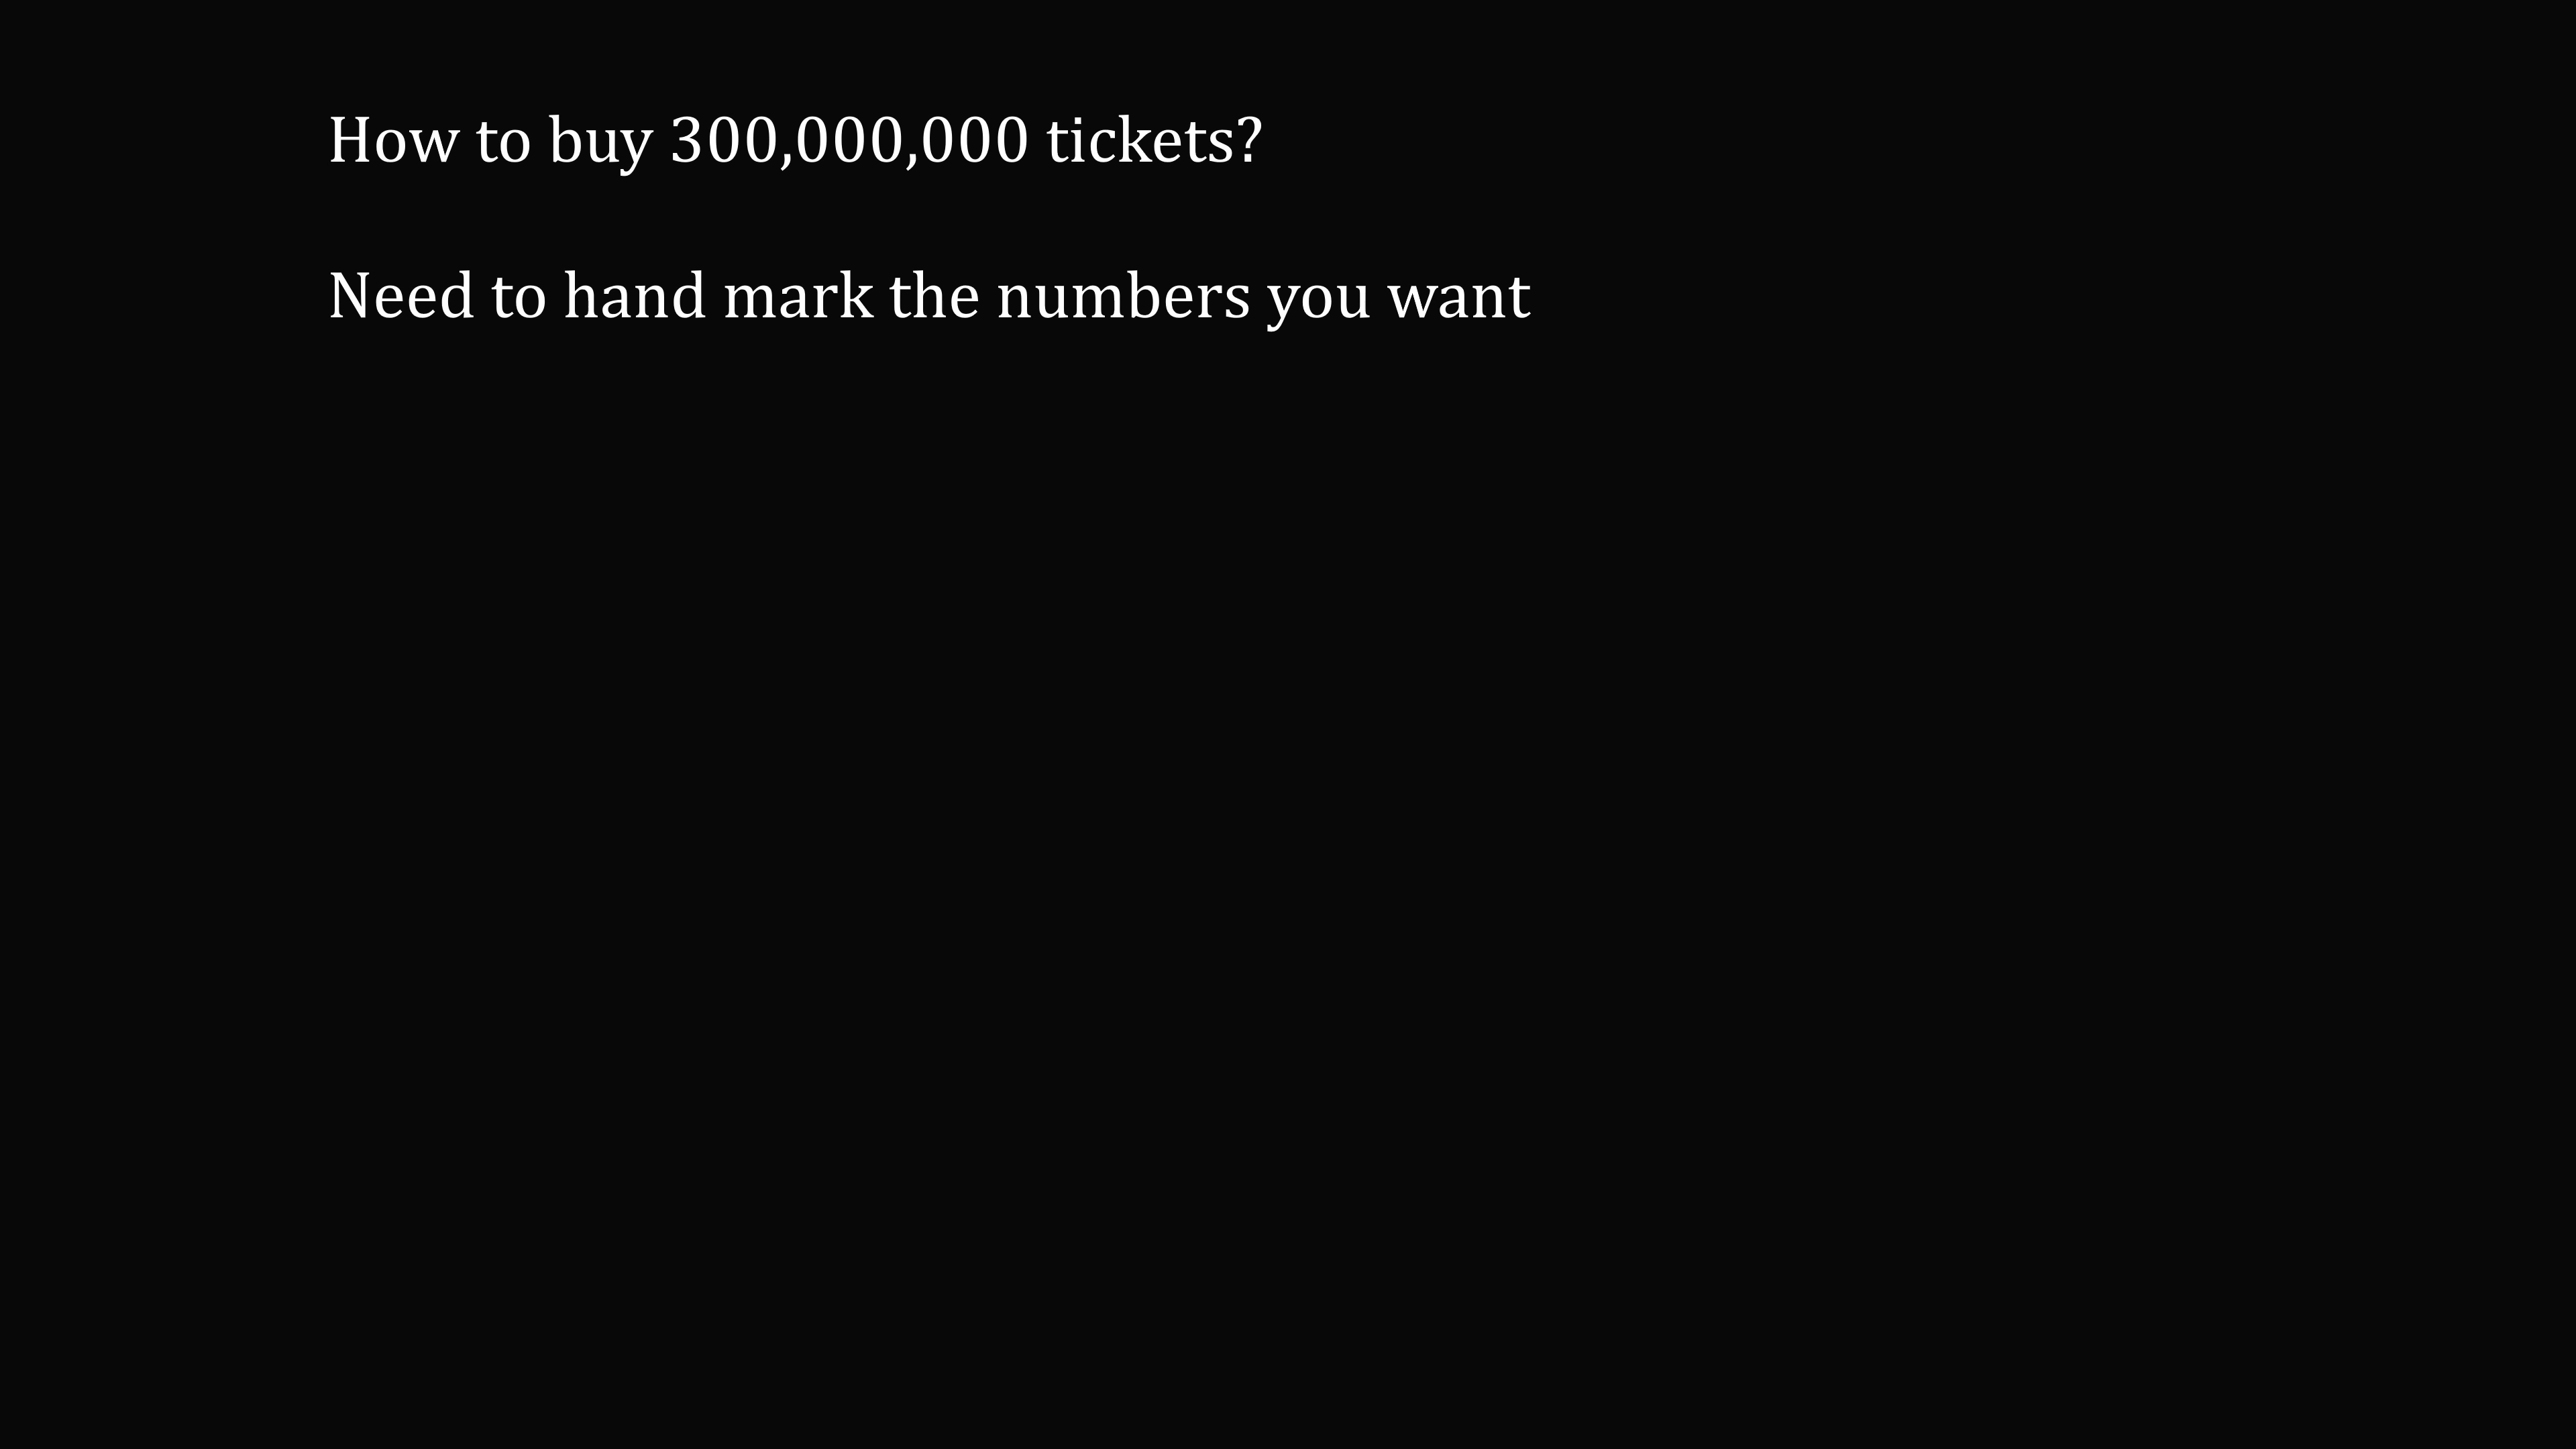 How to buy 300,000,000 tickets?
Need to hand mark the numbers you want